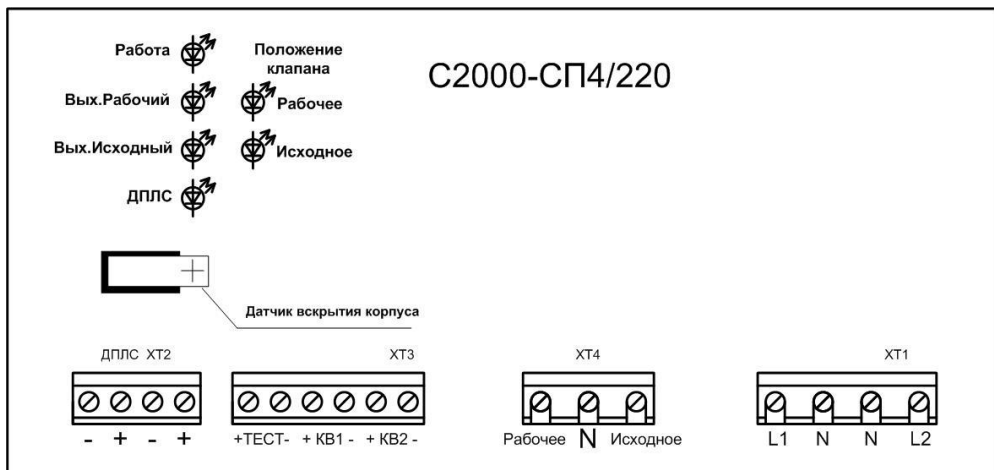 Работа
Положение
клапана
С2000-СП4/220
Вых.Рабочий
Рабочее
Вых.Исходный
Исходное
ДПЛС
Датчик вскрытия корпуса
ДПЛС XT2
XT3
XT4
XT1
- + - +
+ТЕСТ- + КВ1 - + КВ2 -
Рабочее N Исходное
L1 N N L2